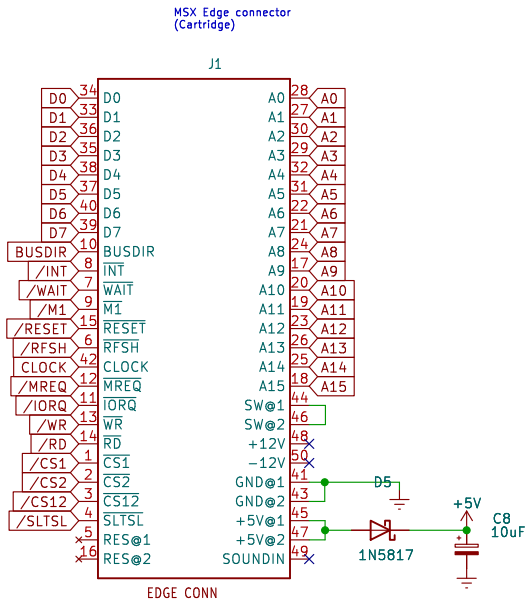 MSX Edge connector
(Cartridge)
J1
D0 34 D0 A0 28 A0
D1 33 D1 A1 27 A1
D2 36 D2 A2 30 A2
D3 35 D3 A3 29 A3
D4 38 D4 A4 32 A4
D5 37 D5 A5 31 A5
D6 40 D6 A6 22 A6
D7 39 D7 A7 21 A7
BUSDIR 10 BUSDIR A8 24 A8
/INT 8 INT A9 17 A9
/WAIT 7 WAIT A10 20 A10
/M1 9 M1 A11 19 A11
/RESET 15 RESET A12 23 A12
/RFSH 6 RFSH A13 26 A13
CLOCK 42 CLOCK A14 25 A14
/MREQ 12 MREQ A15 18 A15
/IORQ 11 IORQ SW@1 44
/WR 13 WR SW@2 46
/RD 14 RD +12V 48
/CS1 1 CS1 -12V 50
/CS2 2 CS2 GND@1 41 D5
/CS12 3 CS12 GND@2 43
/SLTSL 4 SLTSL +5V@1 45 +5V C8
5 RES@1 +5V@2 47 1N5817 + 10uF
16 RES@2 SOUNDIN 49
EDGE CONN